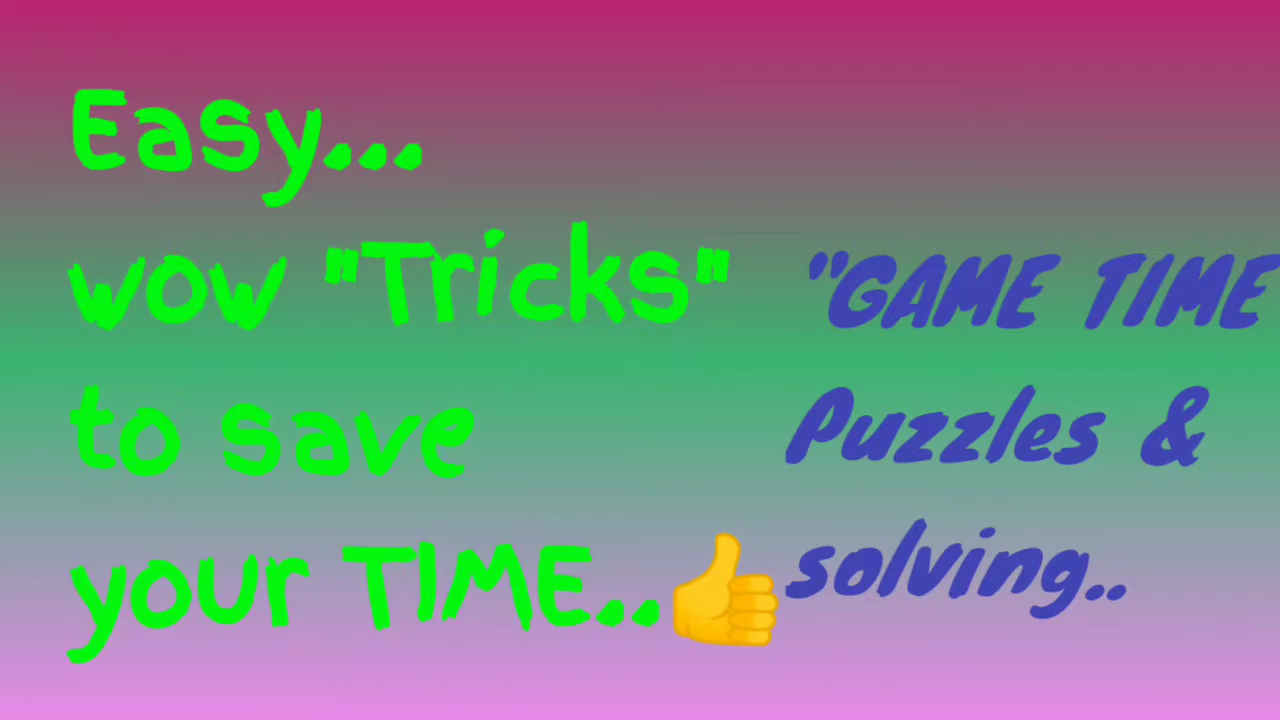 Easy...
wow "Tricks"
to save
your TIME..👍
"GAME TIME
Puzzles &
solving..